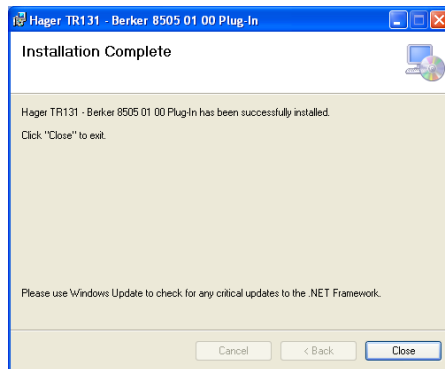 Hager TR131 - Berker 8505 01 00 Plug-In
Installation Complete
Hager TR131 - Berker 8505 01 00 Plug-In has been successfully installed.
Click "Close" to exit.
Please use Windows Update to check for any critical updates to the .NET Framework.
Cancel
< Back
Close